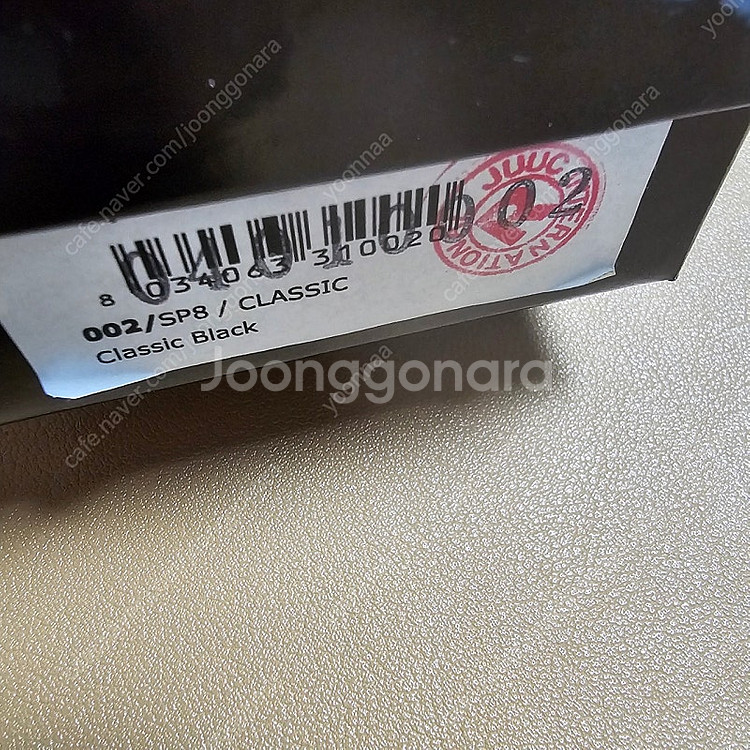 8 034063 310020
002/SP8 / CLASSIC
Classic Black
JUUC
INTERNATION
Joonggonara
cafe.naver.com/joonggonara
yoonnaa